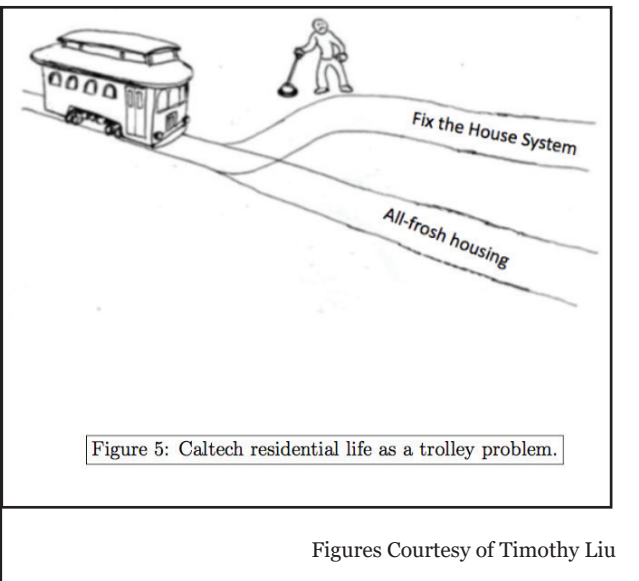 Fix the House System
All-frosh housing
Figure 5: Caltech residential life as a trolley problem.
Figures Courtesy of Timothy Liu